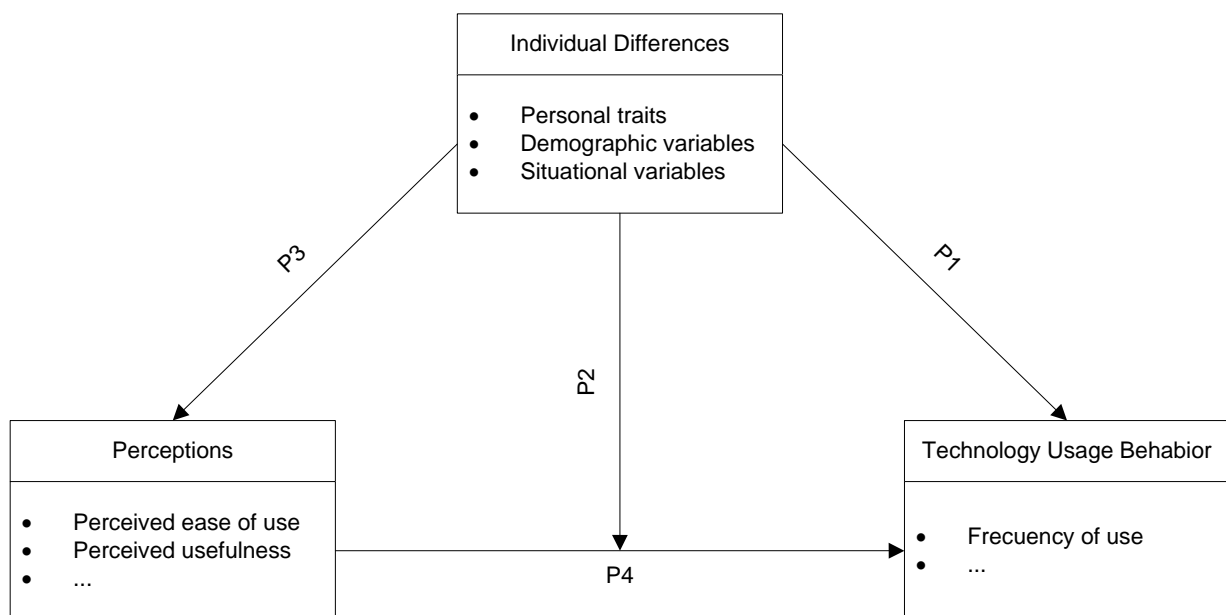 Individual Differences
• Personal traits
• Demographic variables
• Situational variables
P3
P1
P2
Perceptions
• Perceived ease of use
• Perceived usefulness
• ...
Technology Usage Behabior
• Frecuency of use
• ...
P4